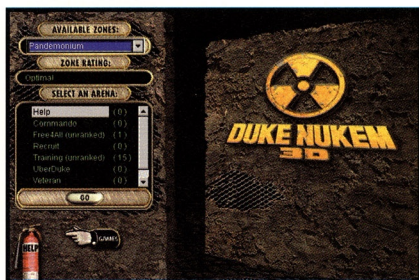 AVAILABLE ZONES:
Pandemonium
ZONE RATING:
Optimal
SELECT AN ARENA:
Help (0)
Commando (0)
Free4All (unranked) (1)
Recruit (0)
Training (unranked) (15)
UberDuke (0)
Veteran (0)
GO
HELP
GAMES
DUKE NUKEM
3D